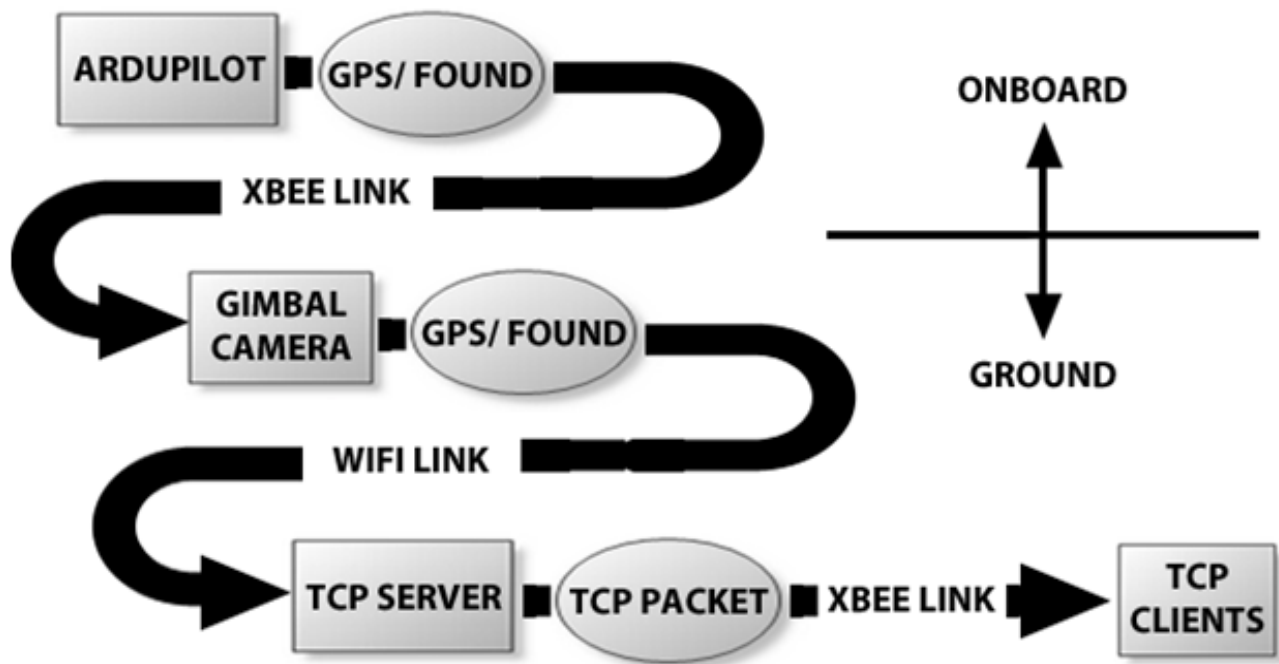 ARDUPILOT
GPS/ FOUND
ONBOARD
XBEE LINK
GIMBAL
CAMERA
GPS/ FOUND
GROUND
WIFI LINK
TCP SERVER
TCP PACKET
XBEE LINK
TCP
CLIENTS